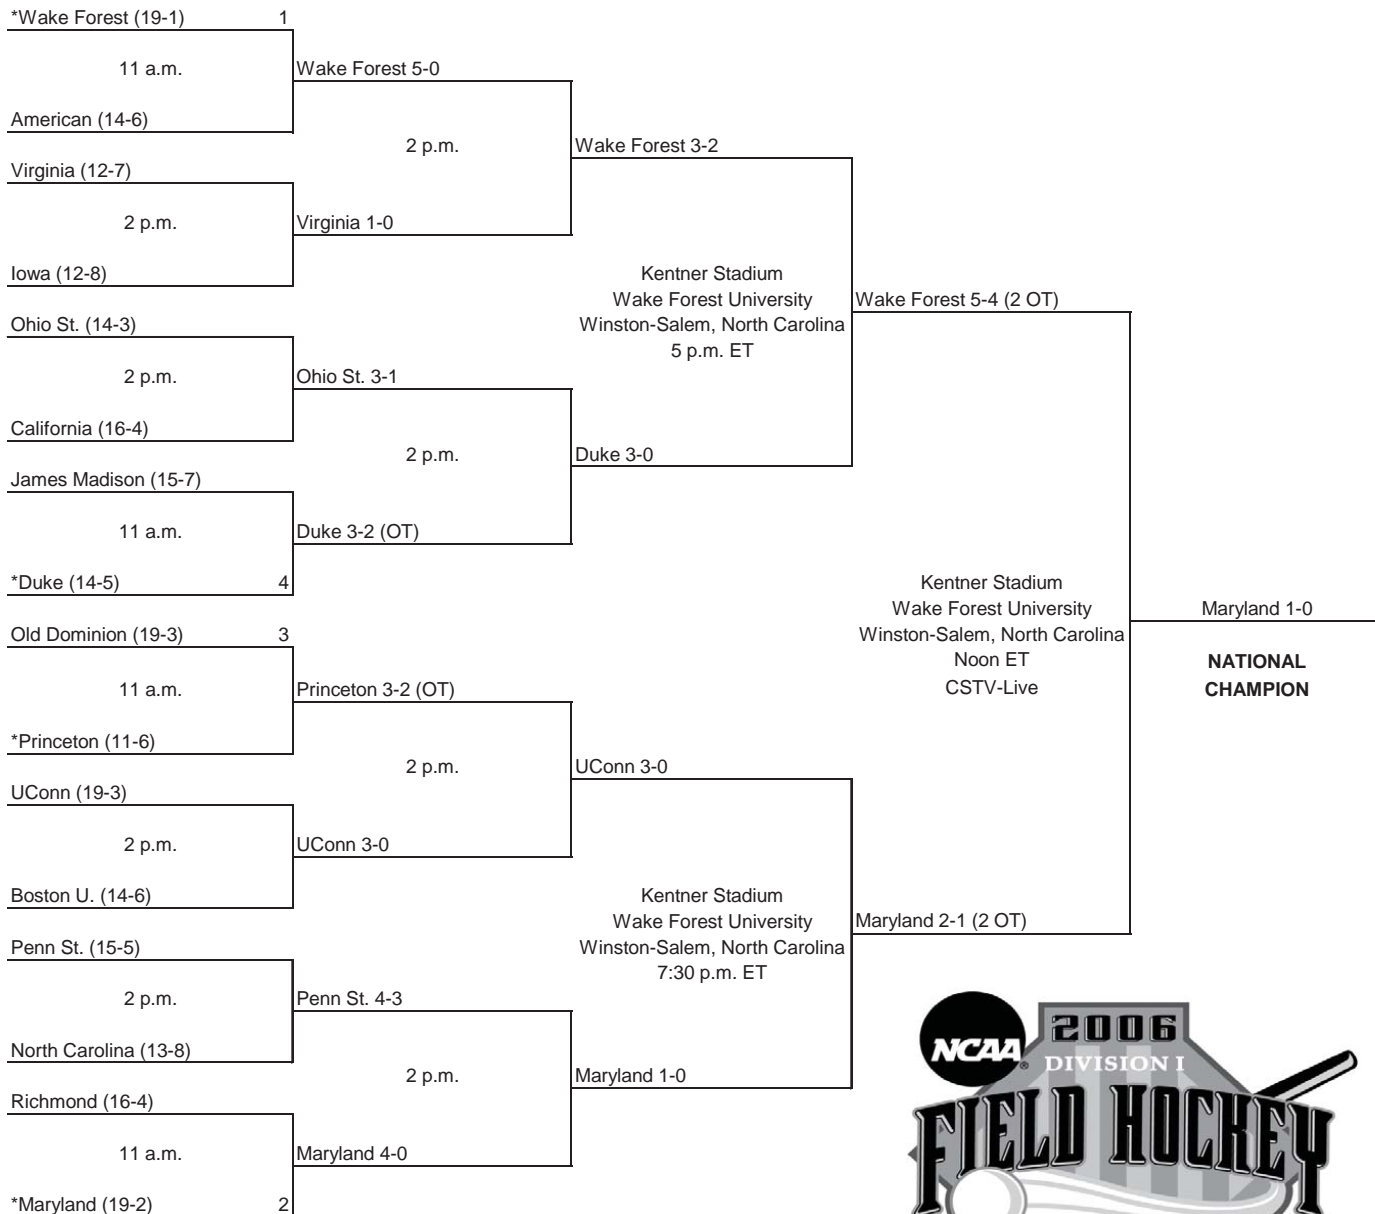 *Wake Forest (19-1) 1
11 a.m.
American (14-6)
Virginia (12-7)
2 p.m.
Iowa (12-8)
Ohio St. (14-3)
2 p.m.
California (16-4)
James Madison (15-7)
11 a.m.
*Duke (14-5) 4
Old Dominion (19-3) 3
11 a.m.
*Princeton (11-6)
UConn (19-3)
2 p.m.
Boston U. (14-6)
Penn St. (15-5)
2 p.m.
North Carolina (13-8)
Richmond (16-4)
11 a.m.
*Maryland (19-2) 2
Wake Forest 5-0
2 p.m.
Virginia 1-0
Ohio St. 3-1
2 p.m.
Duke 3-2 (OT)
Princeton 3-2 (OT)
2 p.m.
UConn 3-0
Penn St. 4-3
2 p.m.
Maryland 4-0
Wake Forest 3-2
Kentner Stadium
Wake Forest University
Winston-Salem, North Carolina
5 p.m. ET
Duke 3-0
UConn 3-0
Kentner Stadium
Wake Forest University
Winston-Salem, North Carolina
7:30 p.m. ET
Maryland 1-0
Wake Forest 5-4 (2 OT)
Kentner Stadium
Wake Forest University
Winston-Salem, North Carolina
Noon ET
CSTV-Live
Maryland 2-1 (2 OT)
Maryland 1-0
NATIONAL
CHAMPION
NCAA
2006
DIVISION I
FIELD HOCKEY